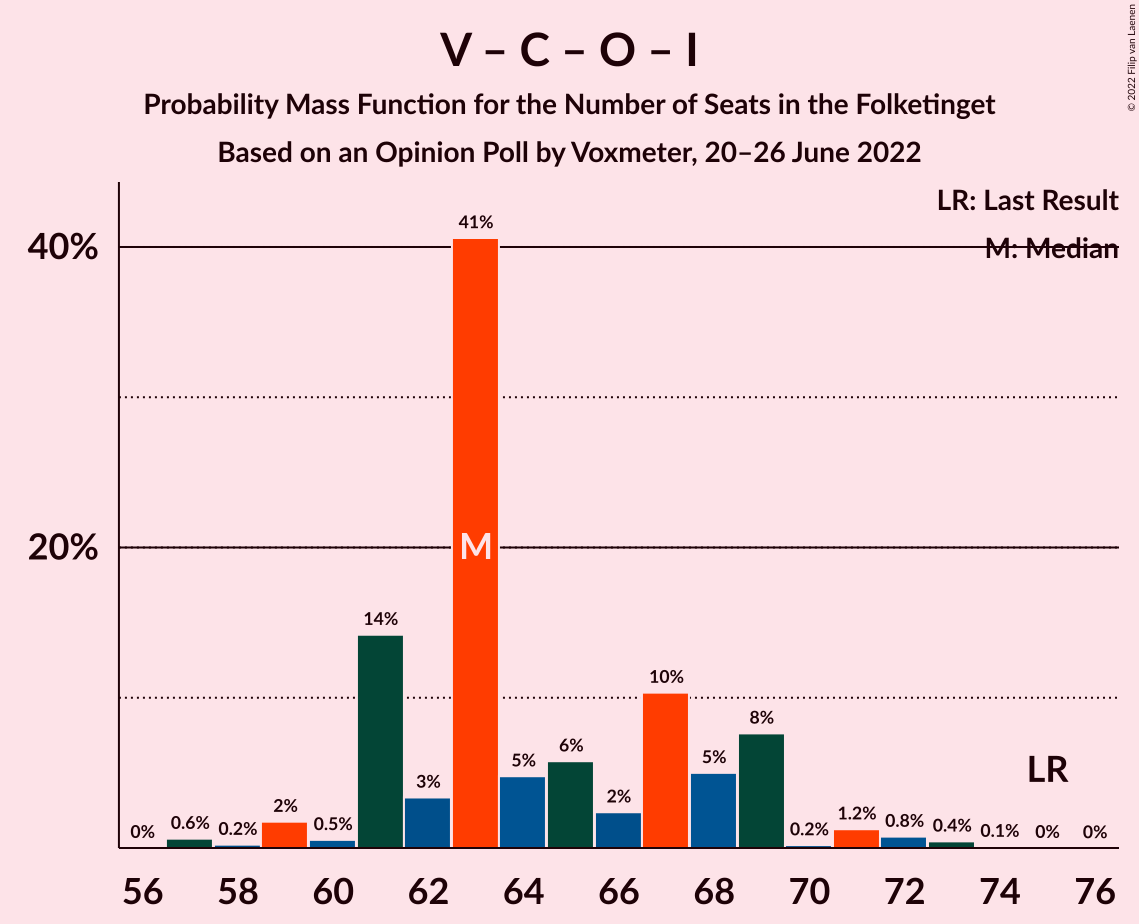 V – C – O – I
Probability Mass Function for the Number of Seats in the Folketinget
Based on an Opinion Poll by Voxmeter, 20–26 June 2022
© 2022 Filip van Laenen
LR: Last Result
M: Median
40%
20%
0%
0.6%
0.2%
2%
0.5%
14%
3%
41%
M
5%
6%
2%
10%
5%
8%
0.2%
1.2%
0.8%
0.4%
0.1%
0%
0%
LR
56 58 60 62 64 66 68 70 72 74 76